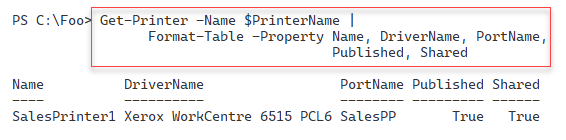 PS C:\Foo> Get-Printer -Name $PrinterName |
Format-Table -Property Name, DriverName, PortName,
Published, Shared
Name DriverName PortName Published Shared
---- ---------- -------- --------- ------
SalesPrinter1 Xerox WorkCentre 6515 PCL6 SalesPP True True